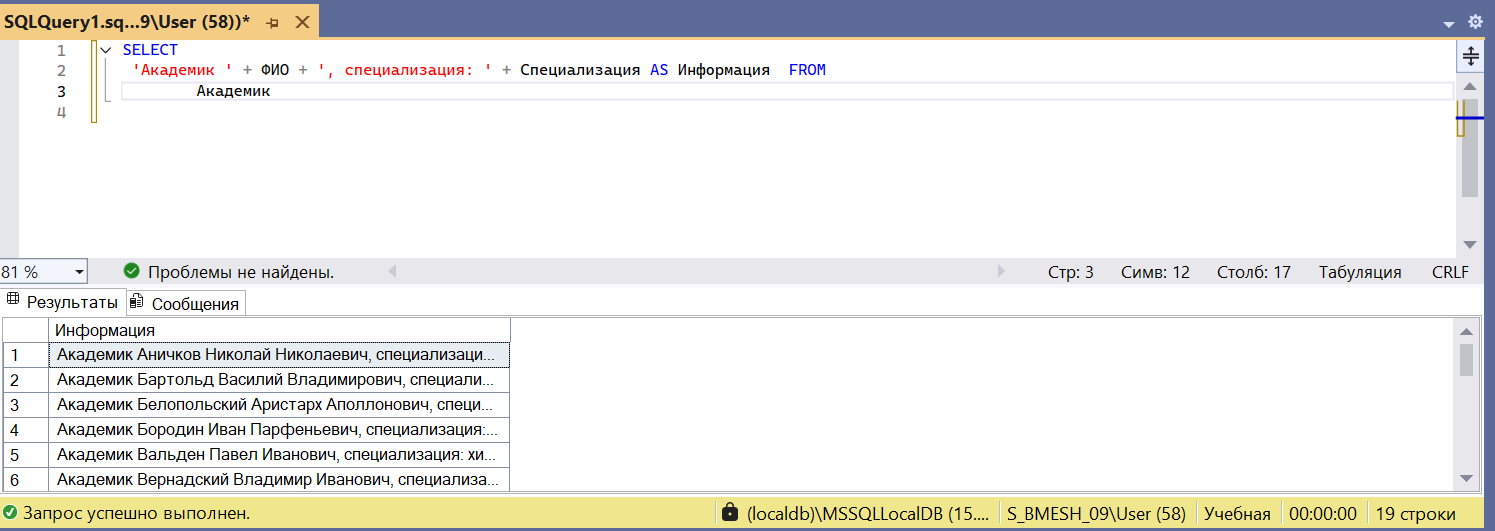 SQLQuery1.sq...9\User (58))*
1 SELECT
2 'Академик ' + ФИО + ', специализация: ' + Специализация AS Информация FROM
3 Академик
4
81 % Проблемы не найдены. Стр: 3 Симв: 12 Столб: 17 Табуляция CRLF
Результаты Сообщения
Информация
1 Академик Аничков Николай Николаевич, специализаци...
2 Академик Бартольд Василий Владимирович, специали...
3 Академик Белопольский Аристарх Аполлонович, специ...
4 Академик Бородин Иван Парфеньевич, специализация:...
5 Академик Вальден Павел Иванович, специализация: хи...
6 Академик Вернадский Владимир Иванович, специализа...
Запрос успешно выполнен. (localdb)\MSSQLLocalDB (15.... S_BMESH_09\User (58) Учебная 00:00:00 19 строки